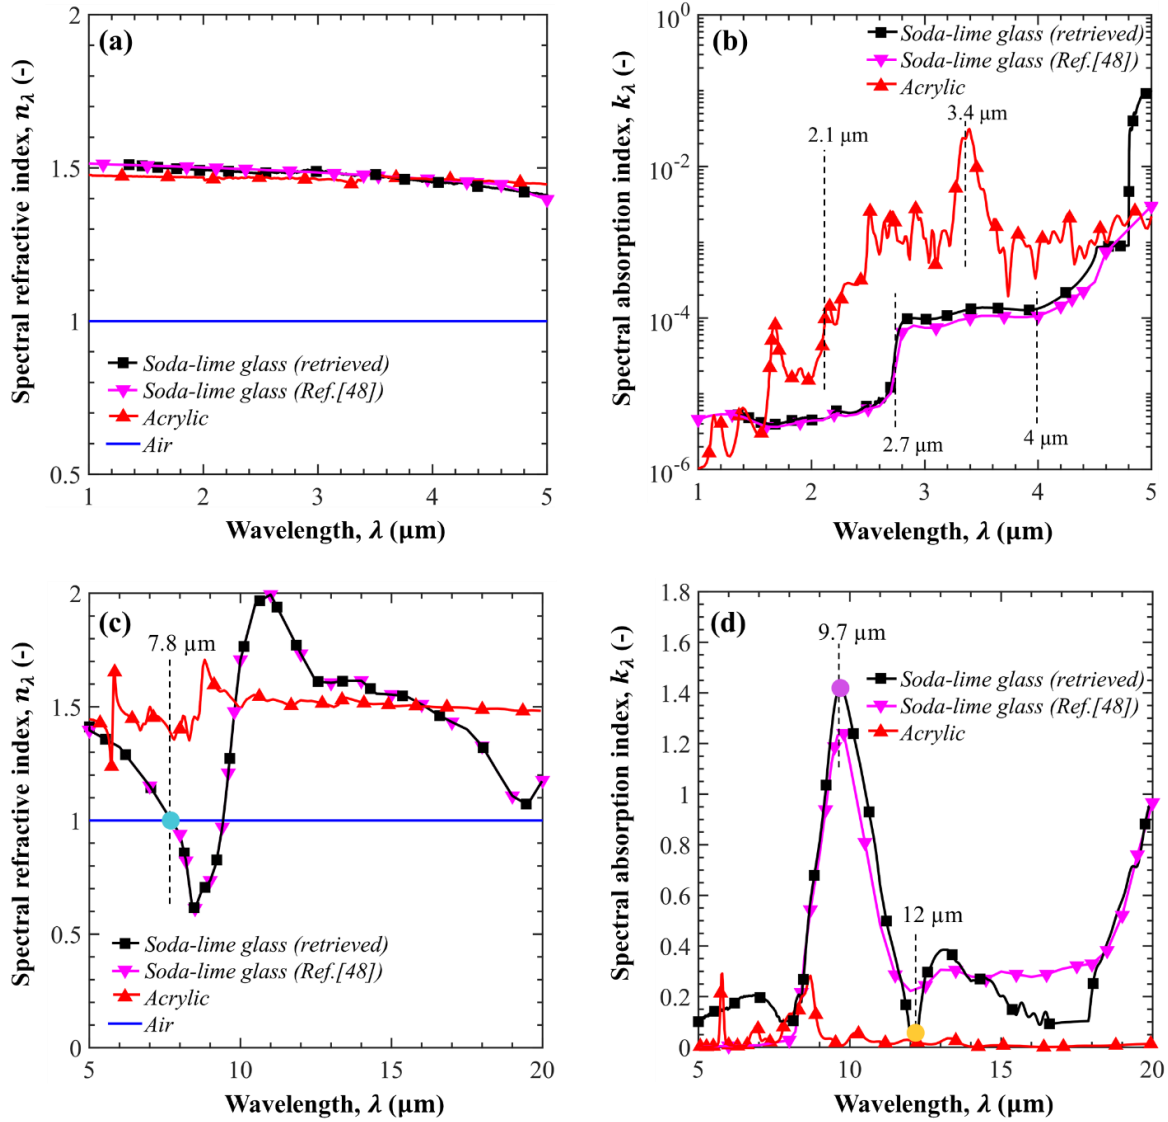 (a)
2
1.5
1
0.5
1
2
3
4
5
Spectral refractive index, nλ (-)
Wavelength, λ (μm)
Soda-lime glass (retrieved)
Soda-lime glass (Ref.[48])
Acrylic
Air
(b)
10^0
10^-2
10^-4
10^-6
1
2
3
4
5
Spectral absorption index, kλ (-)
Wavelength, λ (μm)
Soda-lime glass (retrieved)
Soda-lime glass (Ref.[48])
Acrylic
2.1 μm
3.4 μm
2.7 μm
4 μm
(c)
2
1.5
1
0.5
0
5
10
15
20
Spectral refractive index, nλ (-)
Wavelength, λ (μm)
7.8 μm
Soda-lime glass (retrieved)
Soda-lime glass (Ref.[48])
Acrylic
Air
(d)
1.8
1.6
1.4
1.2
1
0.8
0.6
0.4
0.2
0
5
10
15
20
Spectral absorption index, kλ (-)
Wavelength, λ (μm)
9.7 μm
Soda-lime glass (retrieved)
Soda-lime glass (Ref.[48])
Acrylic
12 μm